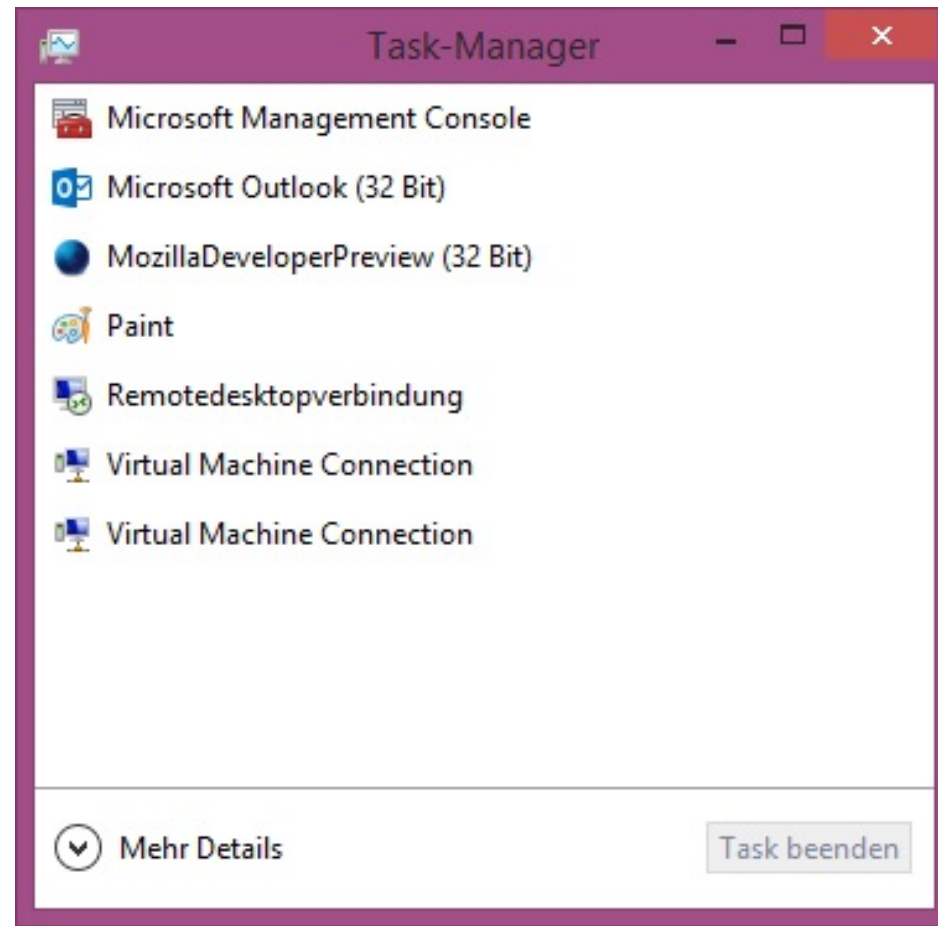 Task-Manager
Microsoft Management Console
Microsoft Outlook (32 Bit)
MozillaDeveloperPreview (32 Bit)
Paint
Remotedesktopverbindung
Virtual Machine Connection
Virtual Machine Connection
Mehr Details
Task beenden